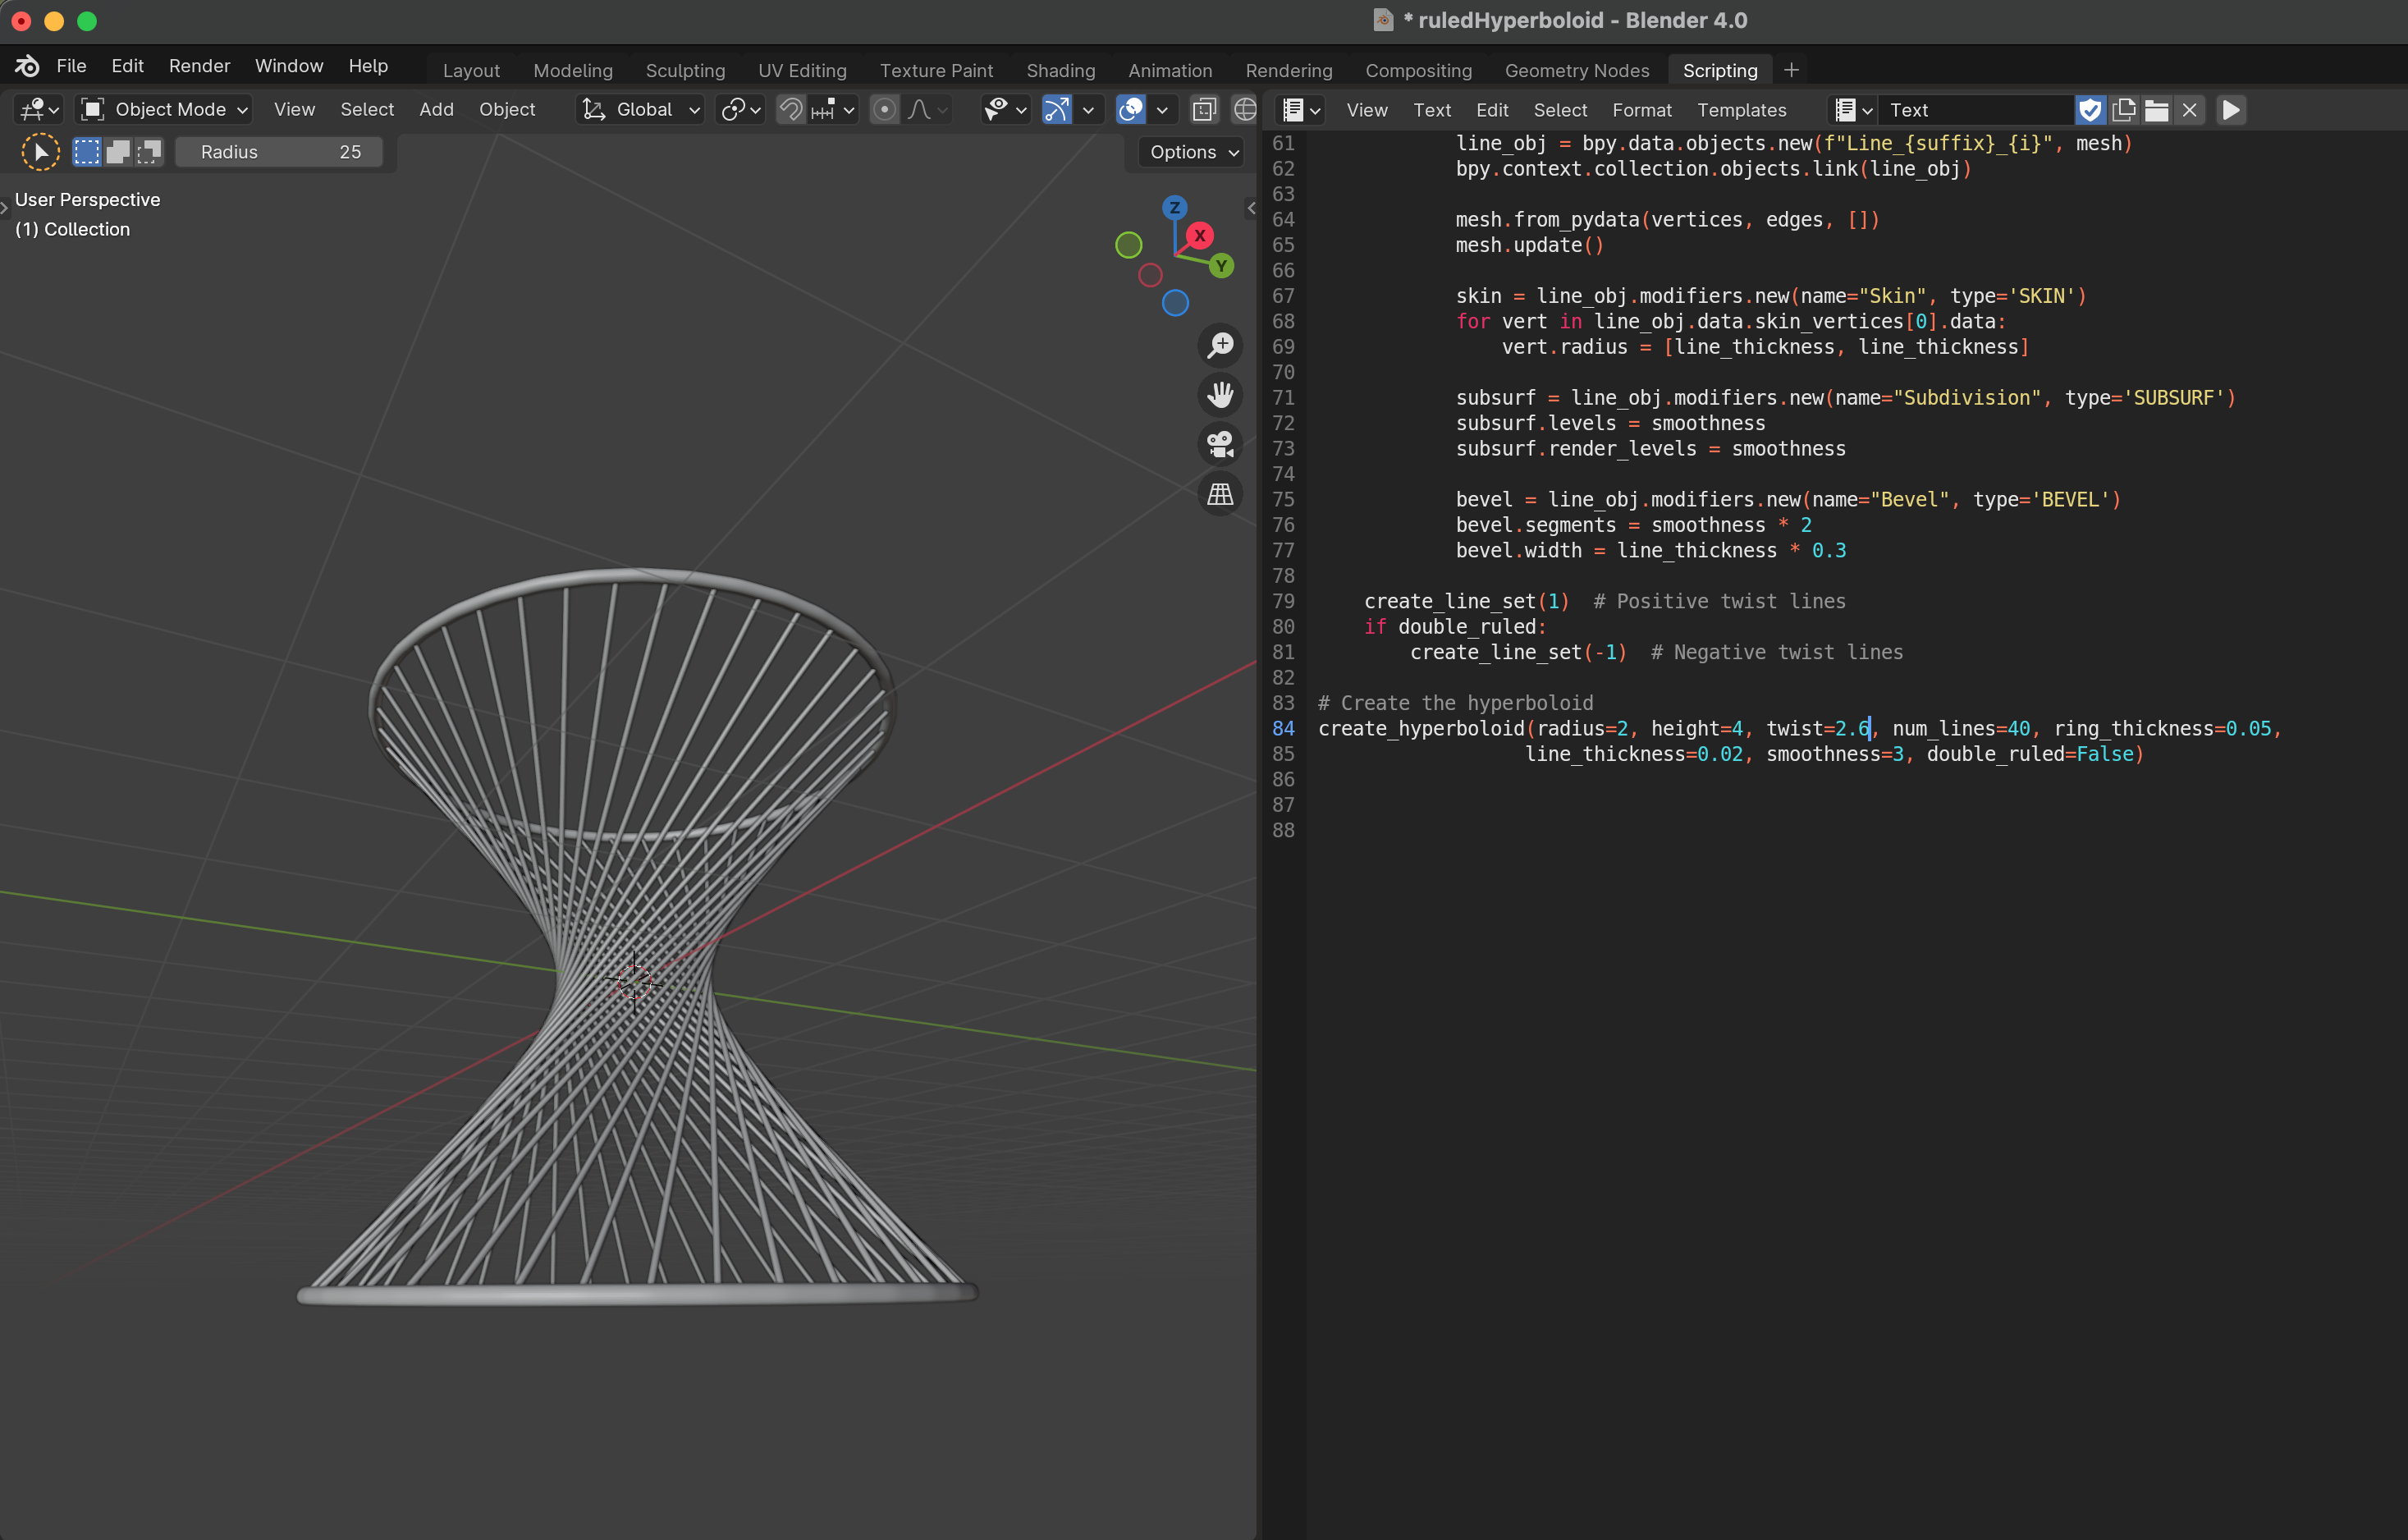 * ruledHyperboloid - Blender 4.0
File Edit Render Window Help Layout Modeling Sculpting UV Editing Texture Paint Shading Animation Rendering Compositing Geometry Nodes Scripting +
Object Mode View Select Add Object Global
Radius 25 Options
User Perspective
(1) Collection
Z
X
Y
View Text Edit Select Format Templates Text
61 line_obj = bpy.data.objects.new(f"Line_{suffix}_{i}", mesh)
62 bpy.context.collection.objects.link(line_obj)
63
64 mesh.from_pydata(vertices, edges, [])
65 mesh.update()
66
67 skin = line_obj.modifiers.new(name="Skin", type='SKIN')
68 for vert in line_obj.data.skin_vertices[0].data:
69 vert.radius = [line_thickness, line_thickness]
70
71 subsurf = line_obj.modifiers.new(name="Subdivision", type='SUBSURF')
72 subsurf.levels = smoothness
73 subsurf.render_levels = smoothness
74
75 bevel = line_obj.modifiers.new(name="Bevel", type='BEVEL')
76 bevel.segments = smoothness * 2
77 bevel.width = line_thickness * 0.3
78
79 create_line_set(1)  # Positive twist lines
80 if double_ruled:
81 create_line_set(-1)  # Negative twist lines
82
83 # Create the hyperboloid
84 create_hyperboloid(radius=2, height=4, twist=2.6, num_lines=40, ring_thickness=0.05,
85 line_thickness=0.02, smoothness=3, double_ruled=False)
86
87
88